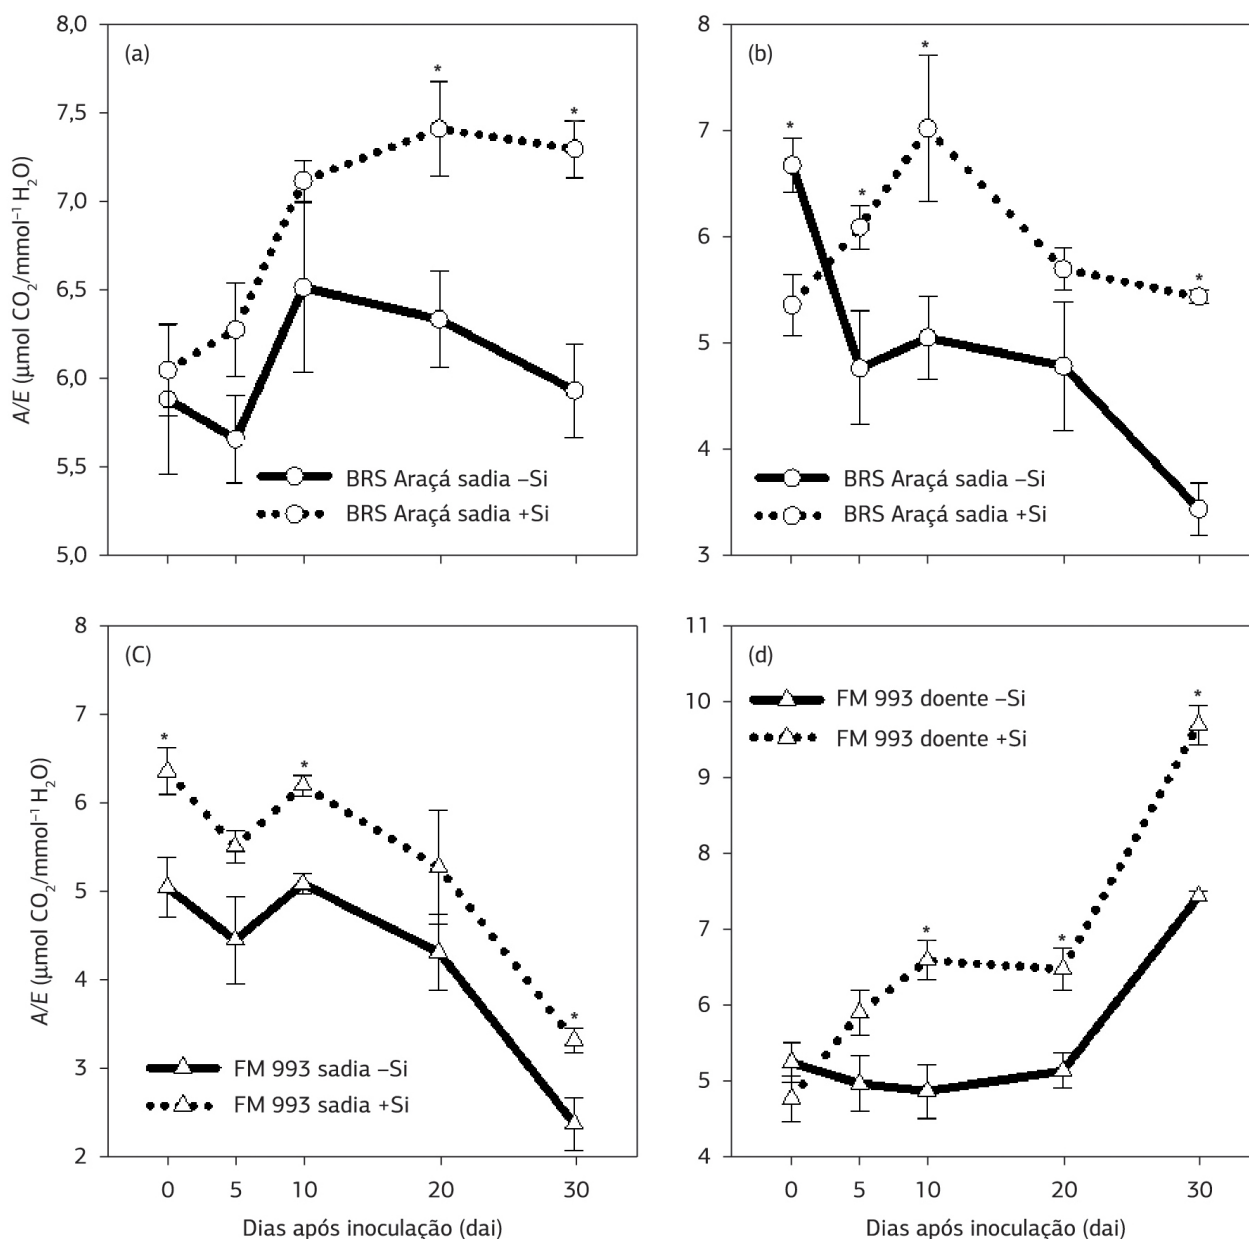 (a)
8,0
7,5
7,0
6,5
6,0
5,5
5,0
A/E (µmol CO₂/mmol⁻¹ H₂O)
*
*
BRS Araçá sadia –Si
BRS Araçá sadia +Si
(b)
8
7
6
5
4
3
*
*
*
*
BRS Araçá sadia –Si
BRS Araçá sadia +Si
(C)
8
7
6
5
4
3
2
A/E (µmol CO₂/mmol⁻¹ H₂O)
*
*
*
FM 993 sadia –Si
FM 993 sadia +Si
0 5 10 20 30
Dias após inoculação (dai)
(d)
11
10
9
8
7
6
5
4
FM 993 doente –Si
FM 993 doente +Si
*
*
*
0 5 10 20 30
Dias após inoculação (dai)